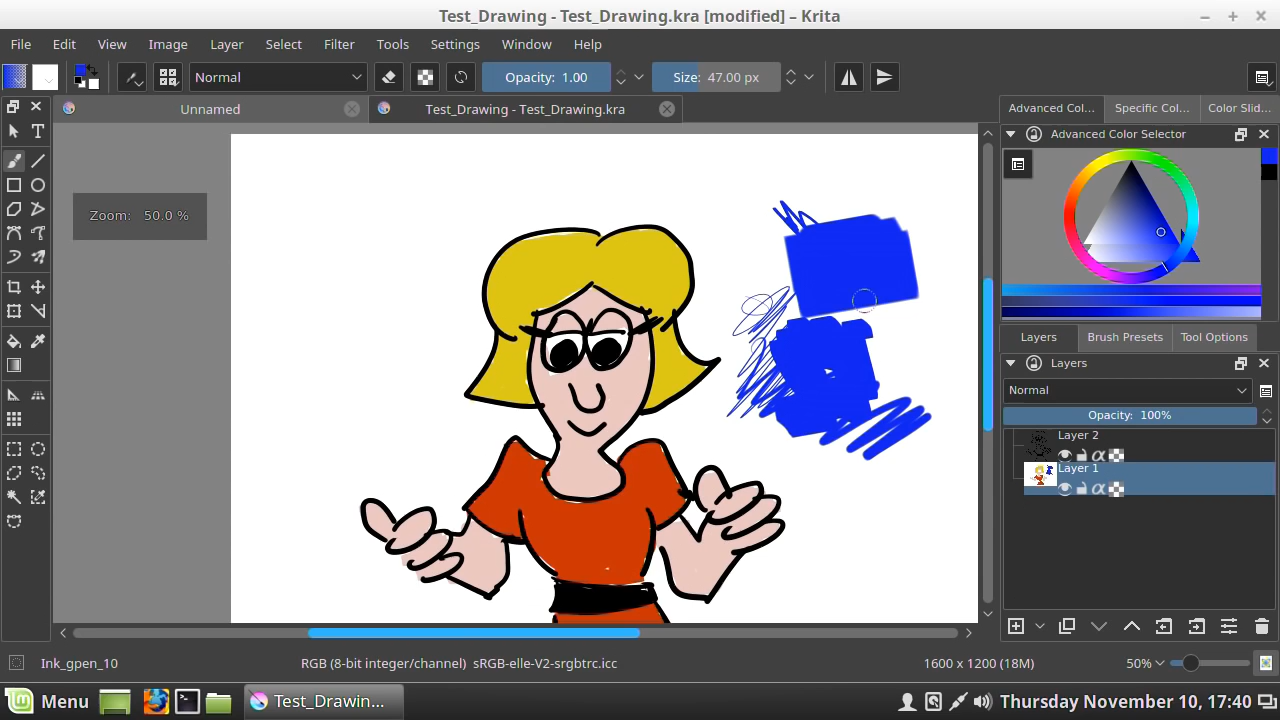 Test_Drawing - Test_Drawing.kra [modified] – Krita
File Edit View Image Layer Select Filter Tools Settings Window Help
Normal Opacity: 1.00 Size: 47.00 px
Unnamed Test_Drawing - Test_Drawing.kra Advanced Col... Specific Col... Color Slid...
Advanced Color Selector
Zoom: 50.0 %
Layers Brush Presets Tool Options
Layers
Normal
Opacity: 100%
Layer 2
Layer 1
Ink_gpen_10 RGB (8-bit integer/channel) sRGB-elle-V2-srgbtrc.icc 1600 x 1200 (18M) 50%
Menu Test_Drawin... Thursday November 10, 17:40